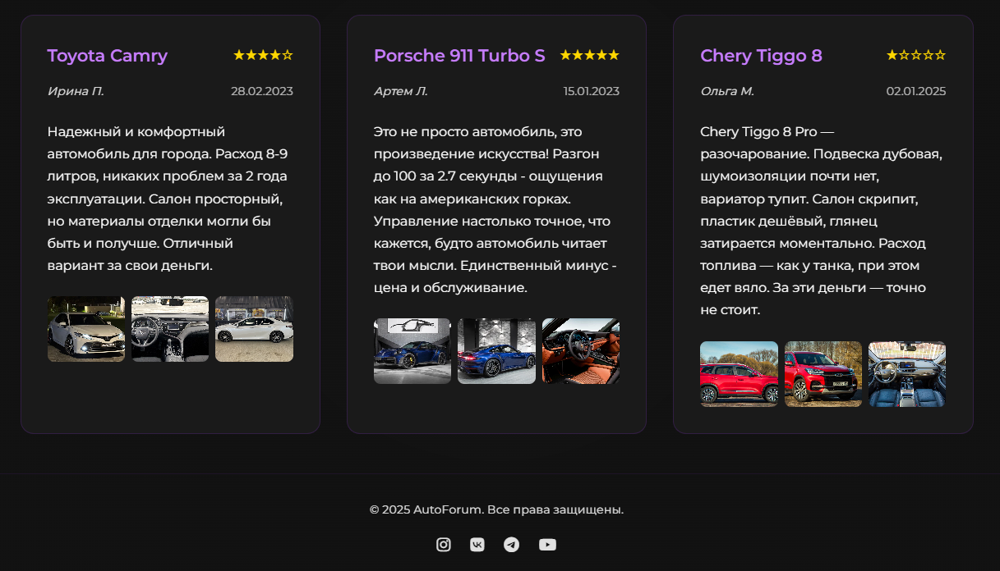 Toyota Camry ★★★★☆
Ирина П. 28.02.2023
Надежный и комфортный
автомобиль для города. Расход 8-9
литров, никаких проблем за 2 года
эксплуатации. Салон просторный,
но материалы отделки могли бы
быть и получше. Отличный
вариант за свои деньги.
Porsche 911 Turbo S ★★★★★
Артем Л. 15.01.2023
Это не просто автомобиль, это
произведение искусства! Разгон
до 100 за 2.7 секунды - ощущения
как на американских горках.
Управление настолько точное, что
кажется, будто автомобиль читает
твои мысли. Единственный минус -
цена и обслуживание.
Chery Tiggo 8 ★☆☆☆☆
Ольга М. 02.01.2025
Chery Tiggo 8 Pro —
разочарование. Подвеска дубовая,
шумоизоляции почти нет,
вариатор тупит. Салон скрипит,
пластик дешёвый, глянец
затирается моментально. Расход
топлива — как у танка, при этом
едет вяло. За эти деньги — точно
не стоит.
© 2025 AutoForum. Все права защищены.